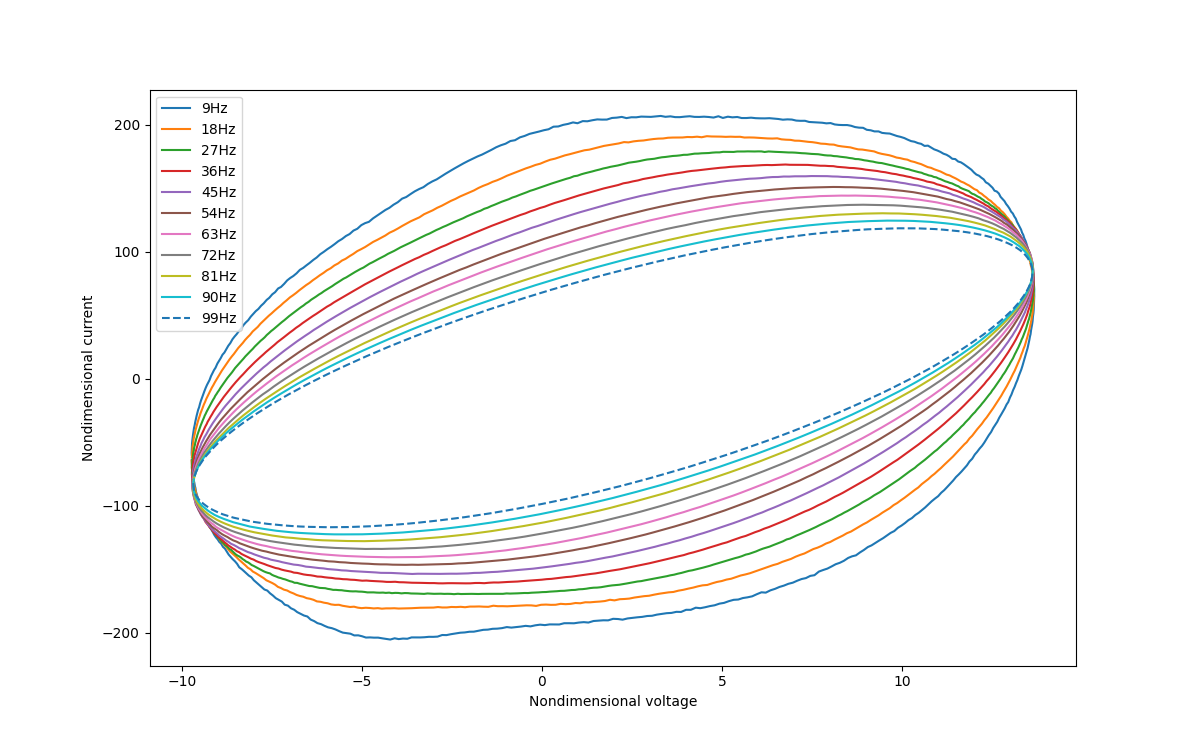 9Hz
18Hz
27Hz
36Hz
45Hz
54Hz
63Hz
72Hz
81Hz
90Hz
99Hz
200
100
0
−100
−200
Nondimensional current
−10
−5
0
5
10
Nondimensional voltage